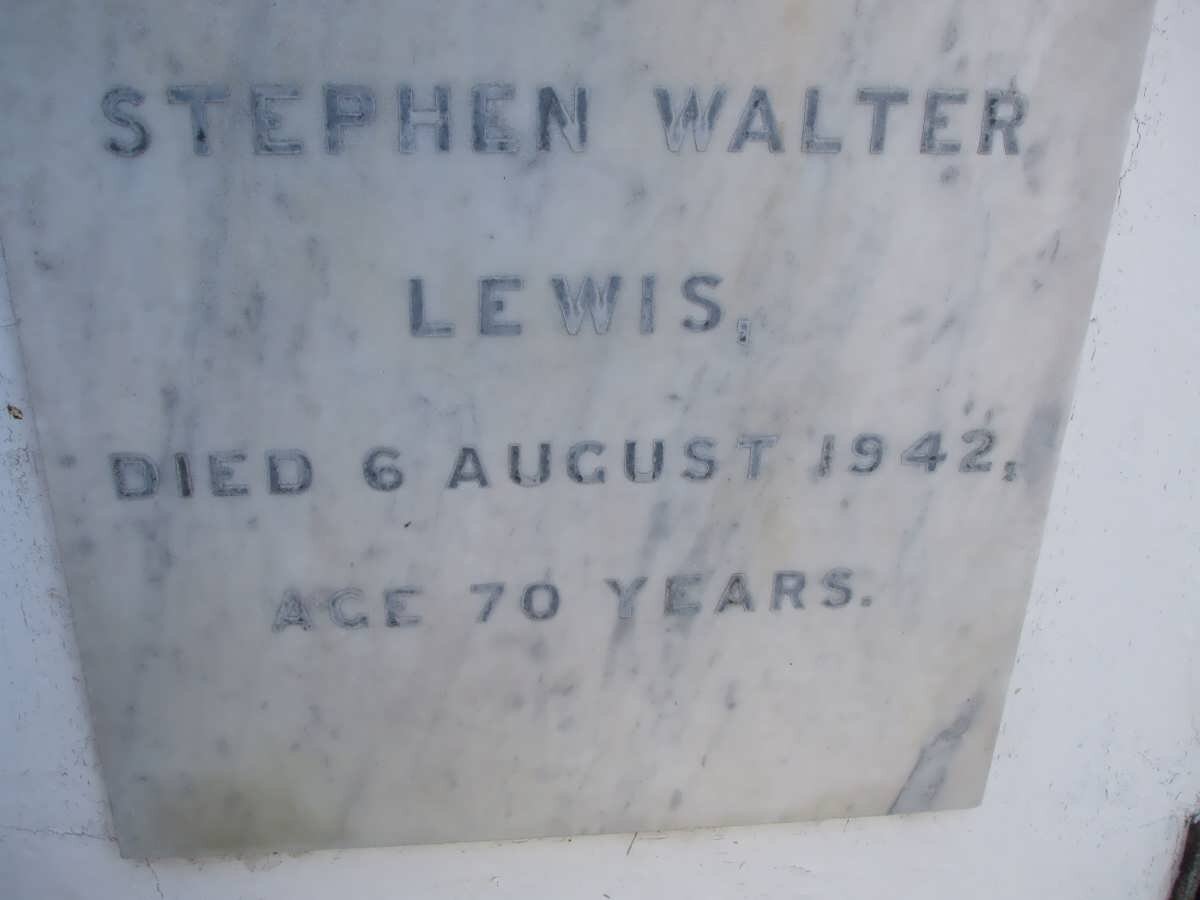 STEPHEN WALTER
LEWIS,
DIED 6 AUGUST 1942,
AGE 70 YEARS.